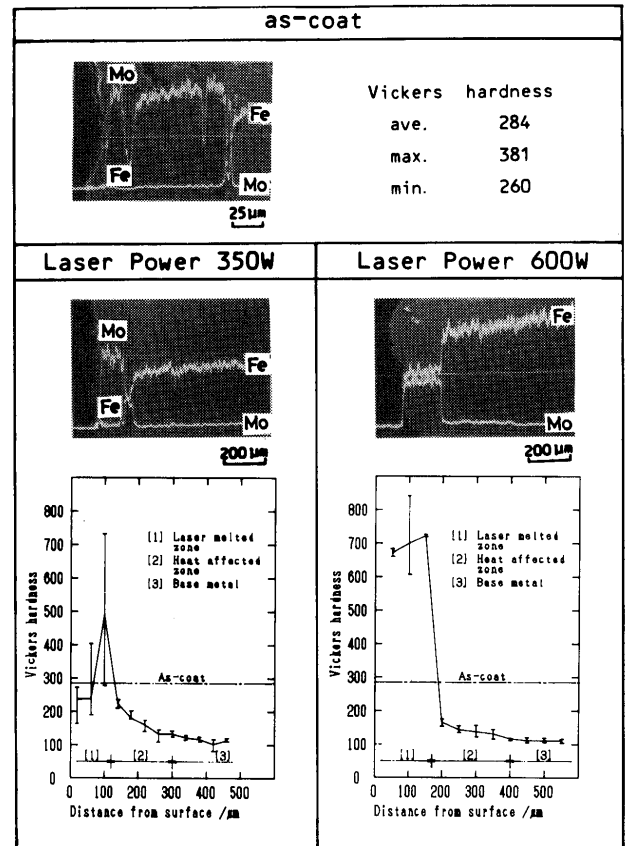 as-coat
Mo
Fe
Fe
Mo
25μm
Vickers hardness
ave. 284
max. 381
min. 260
Laser Power 350W
Mo
Fe
Fe
Mo
200μm
800
700
600
500
400
300
200
100
0 100 200 300 400 500
Vickers hardness
Distance from surface /μm
[1] Laser melted
zone
[2] Heat affected
zone
[3] Base metal
As-coat
[1] [2] [3]
Laser Power 600W
Fe
Mo
200μm
800
700
600
500
400
300
200
100
0 100 200 300 400 500
Vickers hardness
Distance from surface /μm
[1] Laser melted
zone
[2] Heat affected
zone
[3] Base metal
As-coat
[1] [2] [3]